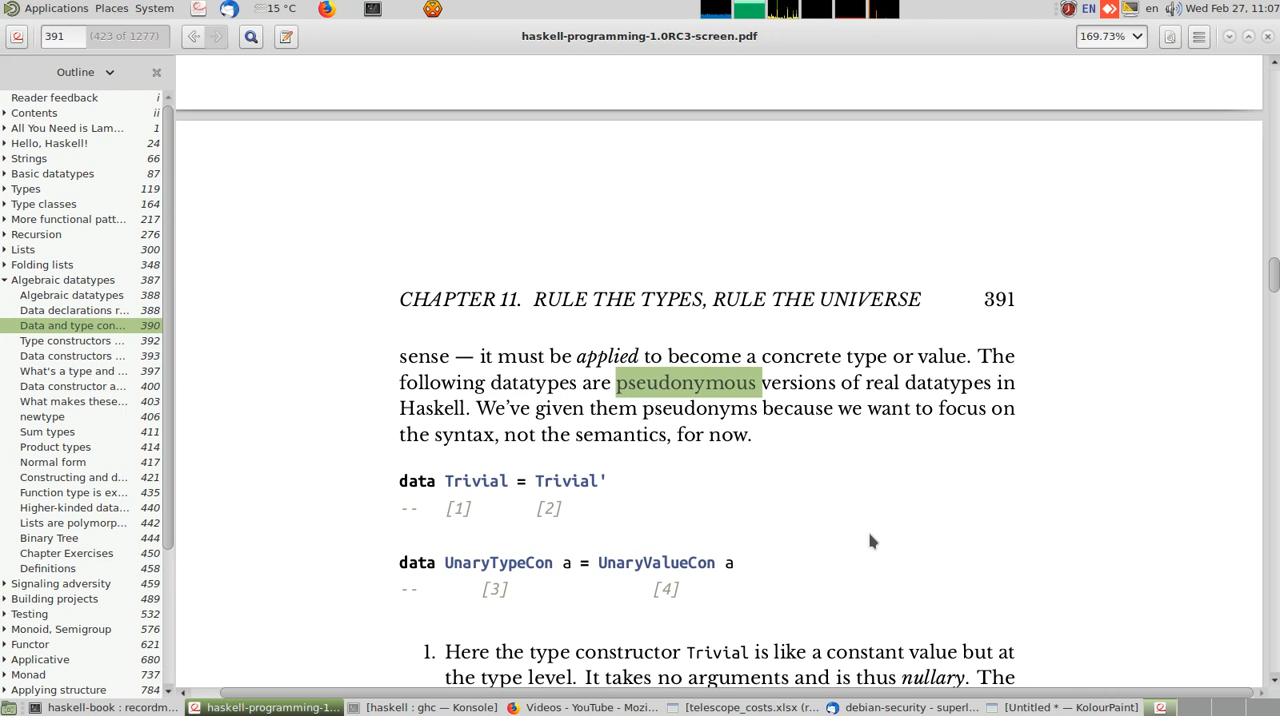 Applications Places System 15 °C EN en Wed Feb 27, 11:07
391 (423 of 1277) haskell-programming-1.0RC3-screen.pdf 169.73%
Outline
Reader feedback i
Contents ii
All You Need is Lam... 1
Hello, Haskell! 24
Strings 66
Basic datatypes 87
Types 119
Type classes 164
More functional patt... 217
Recursion 276
Lists 300
Folding lists 348
Algebraic datatypes 387
Algebraic datatypes 388
Data declarations r... 388
Data and type con... 390
Type constructors ... 392
Data constructors ... 393
What's a type and ... 397
Data constructor a... 400
What makes these... 403
newtype 406
Sum types 411
Product types 414
Normal form 417
Constructing and d... 421
Function type is ex... 435
Higher-kinded data... 440
Lists are polymorp... 442
Binary Tree 444
Chapter Exercises 450
Definitions 458
Signaling adversity 459
Building projects 489
Testing 532
Monoid, Semigroup 576
Functor 621
Applicative 680
Monad 737
Applying structure 784
CHAPTER 11. RULE THE TYPES, RULE THE UNIVERSE 391
sense — it must be applied to become a concrete type or value. The
following datatypes are pseudonymous versions of real datatypes in
Haskell. We've given them pseudonyms because we want to focus on
the syntax, not the semantics, for now.
data Trivial = Trivial'
-- [1] [2]
data UnaryTypeCon a = UnaryValueCon a
-- [3] [4]
1. Here the type constructor Trivial is like a constant value but at
the type level. It takes no arguments and is thus nullary. The
haskell-book : recordm... haskell-programming-1... [haskell : ghc — Konsole] Videos - YouTube - Mozi... [telescope_costs.xlsx (r... debian-security - superl... [Untitled * — KolourPaint]